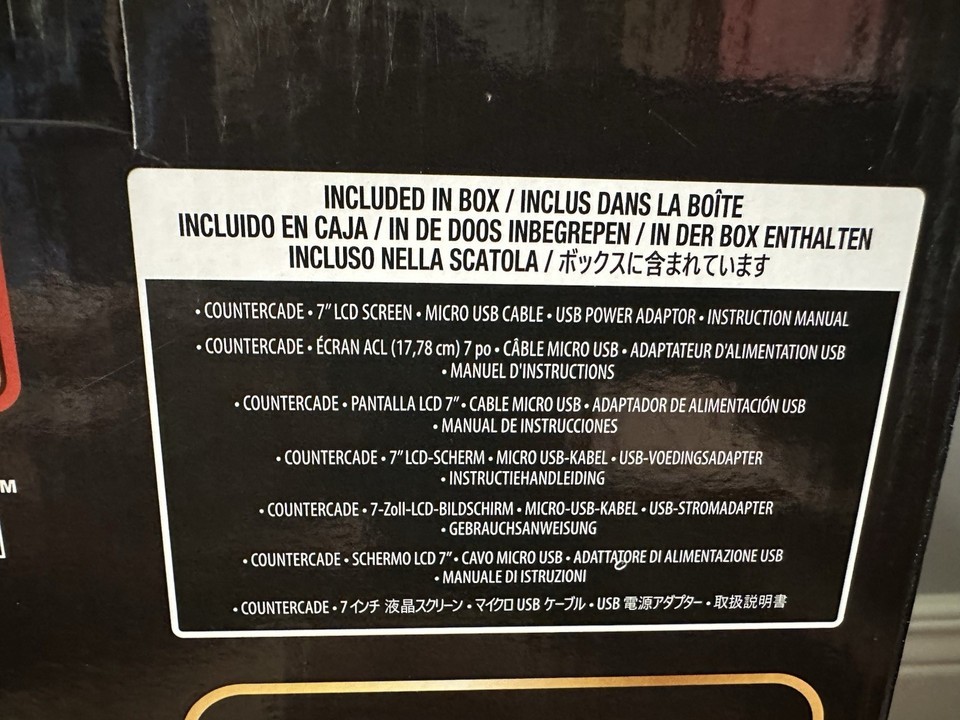 INCLUDED IN BOX / INCLUS DANS LA BOÎTE
INCLUIDO EN CAJA / IN DE DOOS INBEGREPEN / IN DER BOX ENTHALTEN
INCLUSO NELLA SCATOLA / ボックスに含まれています
• COUNTERCADE • 7" LCD SCREEN • MICRO USB CABLE • USB POWER ADAPTOR • INSTRUCTION MANUAL
• COUNTERCADE • ÉCRAN ACL (17,78 cm) 7 po • CÂBLE MICRO USB • ADAPTATEUR D'ALIMENTATION USB
• MANUEL D'INSTRUCTIONS
• COUNTERCADE • PANTALLA LCD 7" • CABLE MICRO USB • ADAPTADOR DE ALIMENTACIÓN USB
• MANUAL DE INSTRUCCIONES
• COUNTERCADE • 7" LCD-SCHERM • MICRO USB-KABEL • USB-VOEDINGSADAPTER
• INSTRUCTIEHANDLEIDING
• COUNTERCADE • 7-Zoll-LCD-BILDSCHIRM • MICRO-USB-KABEL • USB-STROMADAPTER
• GEBRAUCHSANWEISUNG
• COUNTERCADE • SCHERMO LCD 7" • CAVO MICRO USB • ADATTATORE DI ALIMENTAZIONE USB
• MANUALE DI ISTRUZIONI
• COUNTERCADE • 7 インチ 液晶スクリーン • マイクロ USB ケーブル • USB 電源アダプター • 取扱説明書